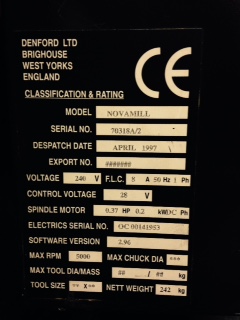 DENFORD LTD
BRIGHOUSE
WEST YORKS
ENGLAND
CE
CLASSIFICATION & RATING
MODEL NOVAMILL
SERIAL NO. 70318A/2
DESPATCH DATE APRIL 1997
EXPORT NO. #######
VOLTAGE 240 V F.L.C. 8 A 50 Hz 1 Ph
CONTROL VOLTAGE 28 V
SPINDLE MOTOR 0.37 HP 0.2 kW DC Ph
ELECTRICS SERIAL NO. OC 00141953
SOFTWARE VERSION 2.96
MAX RPM 5000 MAX CHUCK DIA ***
MAX TOOL DIA/MASS ## / ## kg
TOOL SIZE ** X ** NETT WEIGHT 242 kg